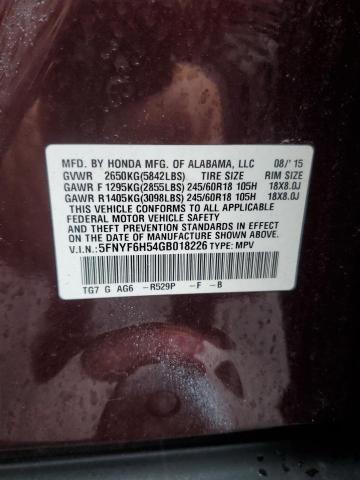 MFD. BY HONDA MFG. OF ALABAMA, LLC 08/'15
GVWR 2650KG(5842LBS) TIRE SIZE RIM SIZE
GAWR F 1295KG(2855LBS) 245/60R18 105H 18X8.0J
GAWR R1405KG(3098LBS) 245/60R18 105H 18X8.0J
THIS VEHICLE CONFORMS TO ALL APPLICABLE
FEDERAL MOTOR VEHICLE SAFETY
AND THEFT PREVENTION STANDARDS IN EFFECT ON
THE DATE OF MANUFACTURE SHOWN ABOVE.
V.I.N.: 5FNYF6H54GB018226 TYPE: MPV
TG7 G AG6 -R529P -F -B